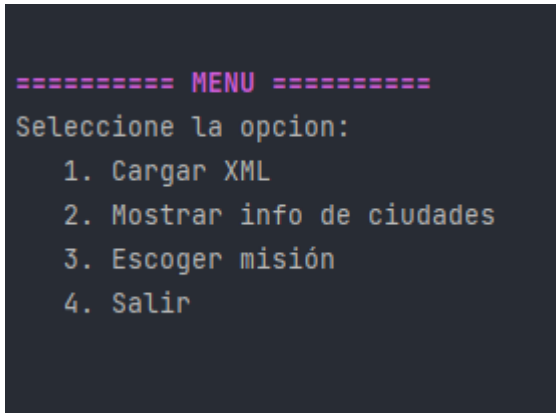 ========== MENU ==========
Seleccione la opcion:
1. Cargar XML
2. Mostrar info de ciudades
3. Escoger misión
4. Salir